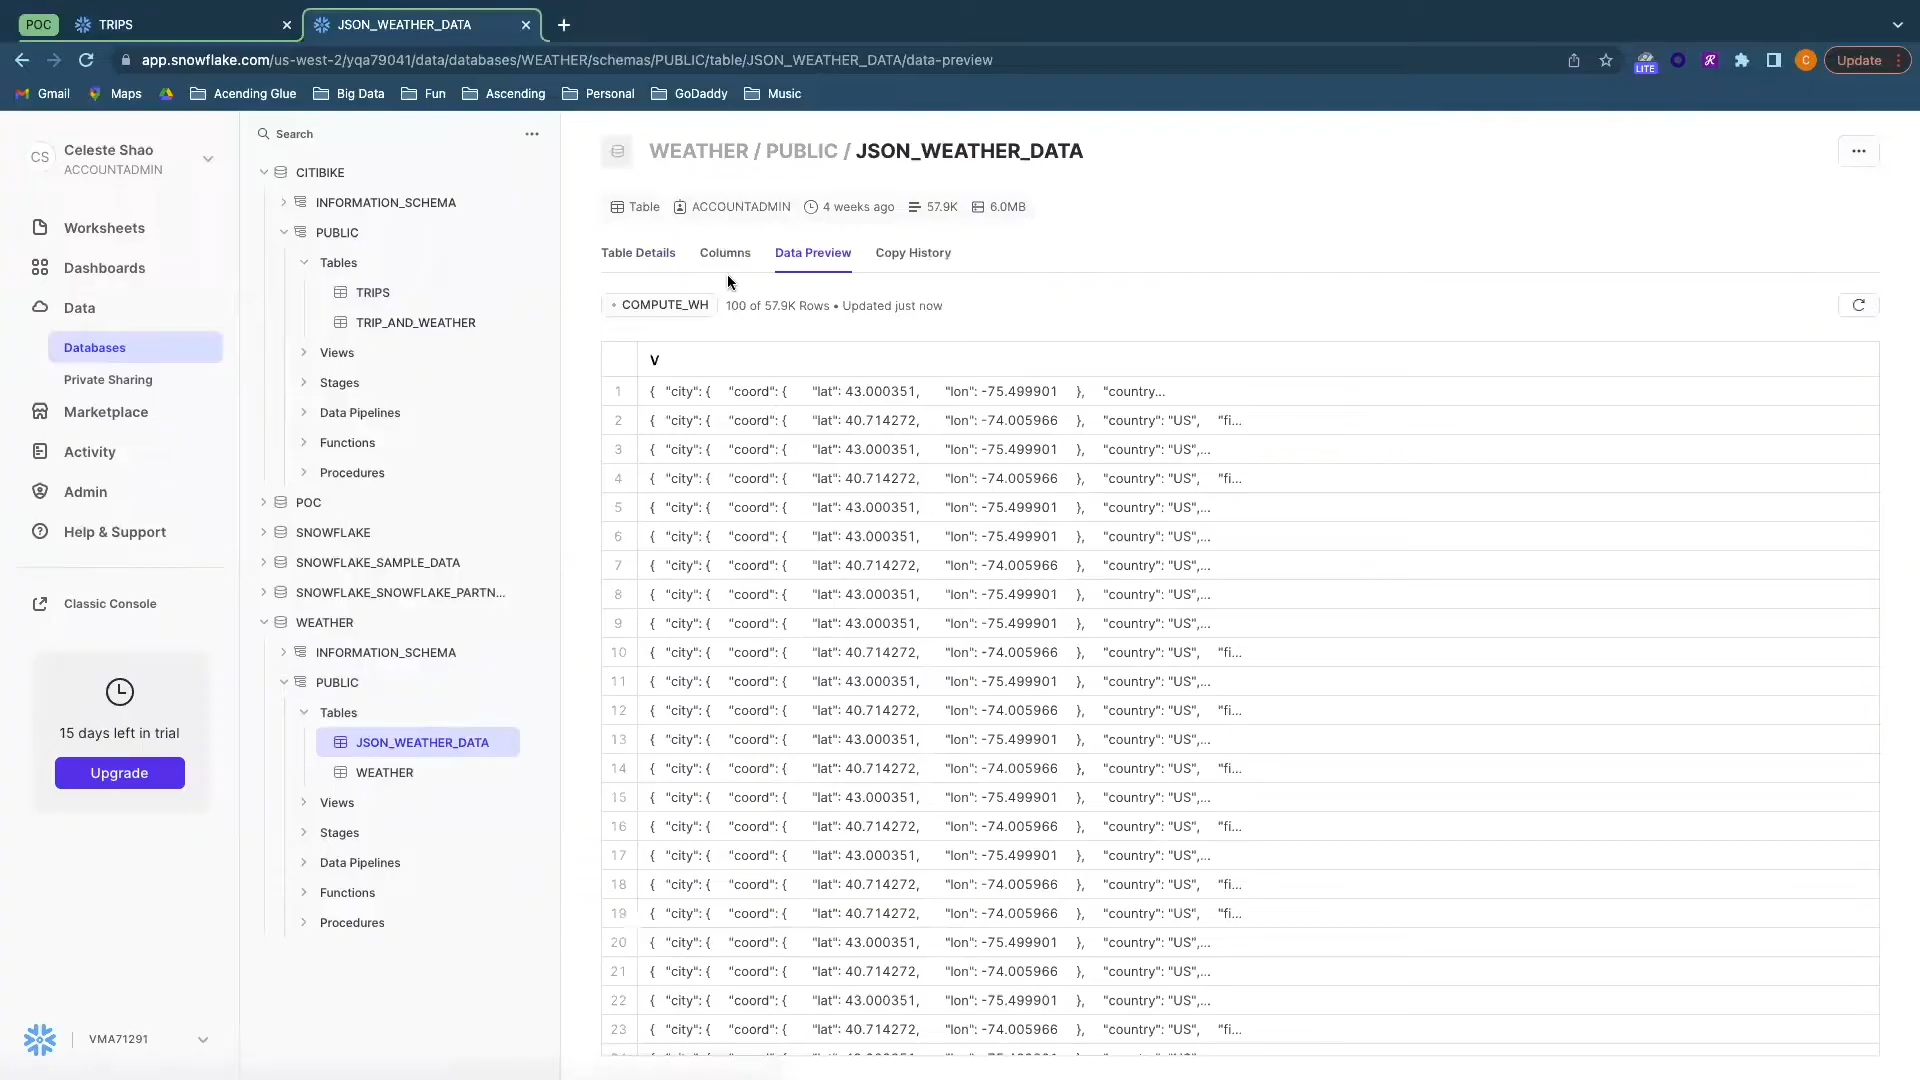 POC
TRIPS
JSON_WEATHER_DATA
app.snowflake.com/us-west-2/yqa79041/data/databases/WEATHER/schemas/PUBLIC/table/JSON_WEATHER_DATA/data-preview
LITE
C
Update
Gmail
Maps
Acending Glue
Big Data
Fun
Ascending
Personal
GoDaddy
Music
CS
Celeste Shao
ACCOUNTADMIN
Worksheets
Dashboards
Data
Databases
Private Sharing
Marketplace
Activity
Admin
Help & Support
Classic Console
15 days left in trial
Upgrade
VMA71291
Search
CITIBIKE
INFORMATION_SCHEMA
PUBLIC
Tables
TRIPS
TRIP_AND_WEATHER
Views
Stages
Data Pipelines
Functions
Procedures
POC
SNOWFLAKE
SNOWFLAKE_SAMPLE_DATA
SNOWFLAKE_SNOWFLAKE_PARTN...
WEATHER
INFORMATION_SCHEMA
PUBLIC
Tables
JSON_WEATHER_DATA
WEATHER
Views
Stages
Data Pipelines
Functions
Procedures
WEATHER / PUBLIC / JSON_WEATHER_DATA
Table ACCOUNTADMIN 4 weeks ago 57.9K 6.0MB
Table Details Columns Data Preview Copy History
COMPUTE_WH 100 of 57.9K Rows • Updated just now
V
1 { "city": { "coord": { "lat": 43.000351, "lon": -75.499901 }, "country...
2 { "city": { "coord": { "lat": 40.714272, "lon": -74.005966 }, "country": "US", "fi...
3 { "city": { "coord": { "lat": 43.000351, "lon": -75.499901 }, "country": "US",...
4 { "city": { "coord": { "lat": 40.714272, "lon": -74.005966 }, "country": "US", "fi...
5 { "city": { "coord": { "lat": 43.000351, "lon": -75.499901 }, "country": "US",...
6 { "city": { "coord": { "lat": 43.000351, "lon": -75.499901 }, "country": "US",...
7 { "city": { "coord": { "lat": 40.714272, "lon": -74.005966 }, "country": "US", "fi...
8 { "city": { "coord": { "lat": 43.000351, "lon": -75.499901 }, "country": "US",...
9 { "city": { "coord": { "lat": 43.000351, "lon": -75.499901 }, "country": "US",...
10 { "city": { "coord": { "lat": 40.714272, "lon": -74.005966 }, "country": "US", "fi...
11 { "city": { "coord": { "lat": 43.000351, "lon": -75.499901 }, "country": "US",...
12 { "city": { "coord": { "lat": 40.714272, "lon": -74.005966 }, "country": "US", "fi...
13 { "city": { "coord": { "lat": 43.000351, "lon": -75.499901 }, "country": "US",...
14 { "city": { "coord": { "lat": 40.714272, "lon": -74.005966 }, "country": "US", "fi...
15 { "city": { "coord": { "lat": 43.000351, "lon": -75.499901 }, "country": "US",...
16 { "city": { "coord": { "lat": 40.714272, "lon": -74.005966 }, "country": "US", "fi...
17 { "city": { "coord": { "lat": 43.000351, "lon": -75.499901 }, "country": "US",...
18 { "city": { "coord": { "lat": 40.714272, "lon": -74.005966 }, "country": "US", "fi...
19 { "city": { "coord": { "lat": 40.714272, "lon": -74.005966 }, "country": "US", "fi...
20 { "city": { "coord": { "lat": 43.000351, "lon": -75.499901 }, "country": "US",...
21 { "city": { "coord": { "lat": 40.714272, "lon": -74.005966 }, "country": "US",...
22 { "city": { "coord": { "lat": 43.000351, "lon": -75.499901 }, "country": "US",...
23 { "city": { "coord": { "lat": 40.714272, "lon": -74.005966 }, "country": "US", "fi...